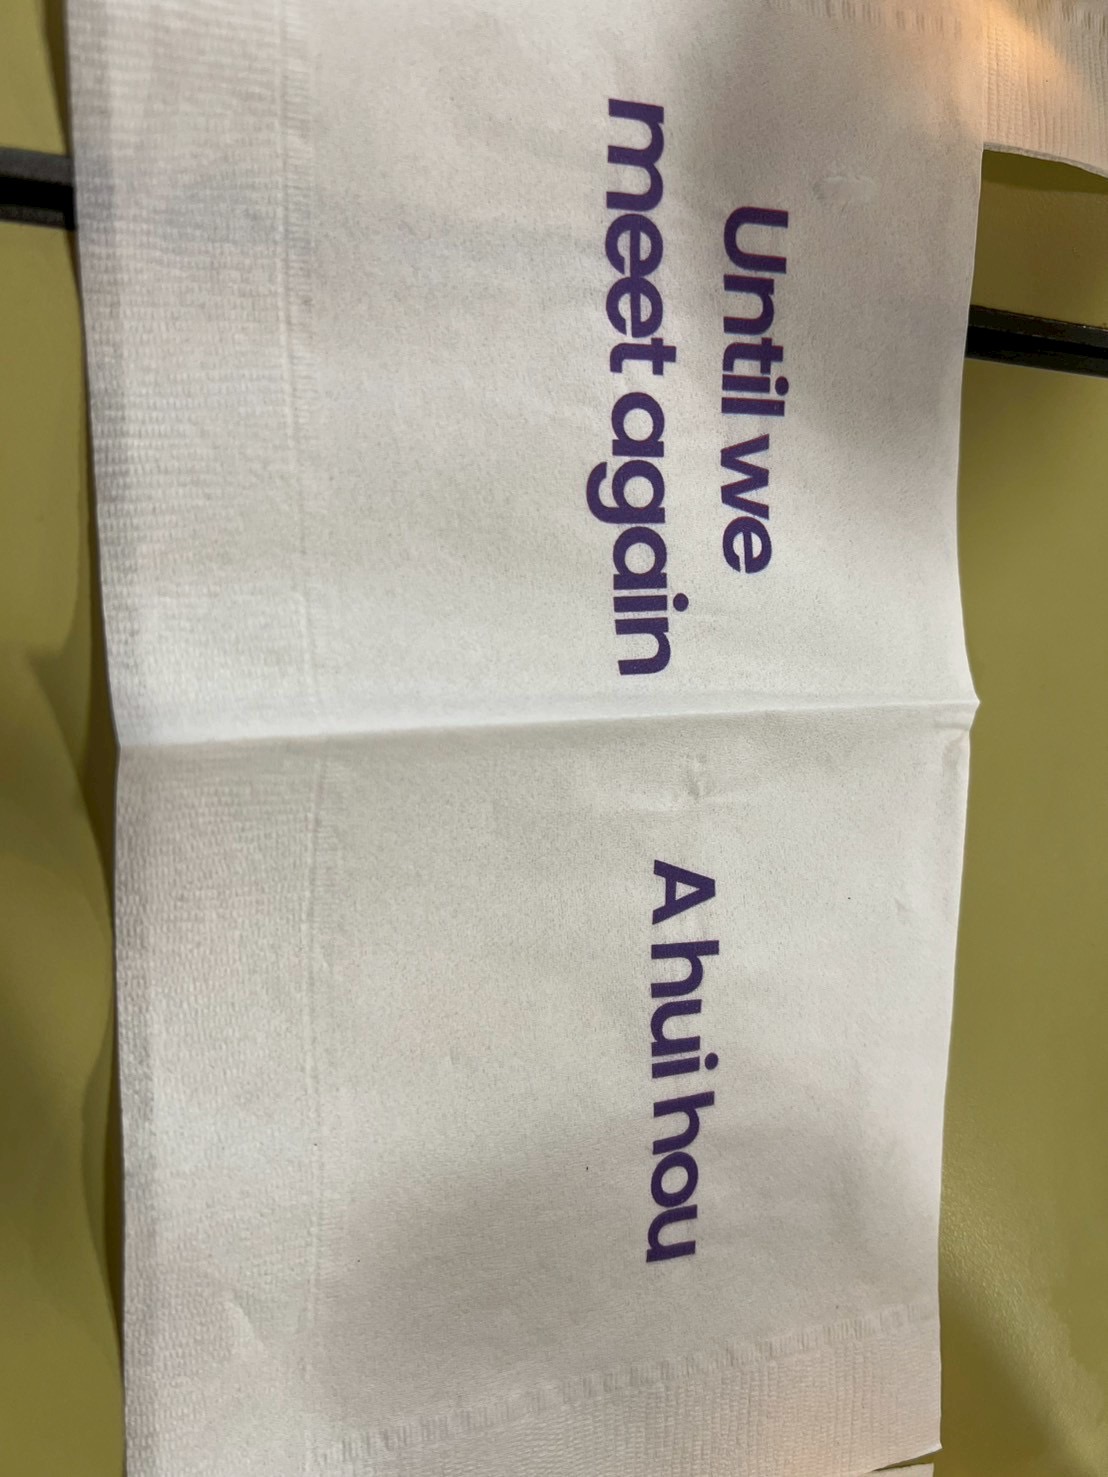 Until we
meet again
A hui hou